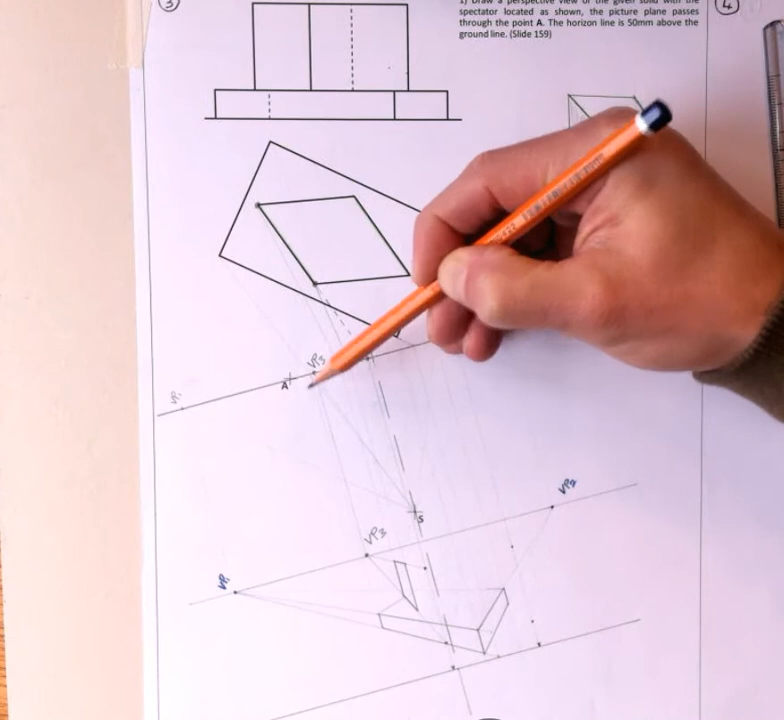 3
1) Draw a perspective view of the given solid with the
spectator located as shown, the picture plane passes
through the point A. The horizon line is 50mm above the
ground line. (Slide 159)
4
VP3
A
VP1
S
VP2
VP3
VP1